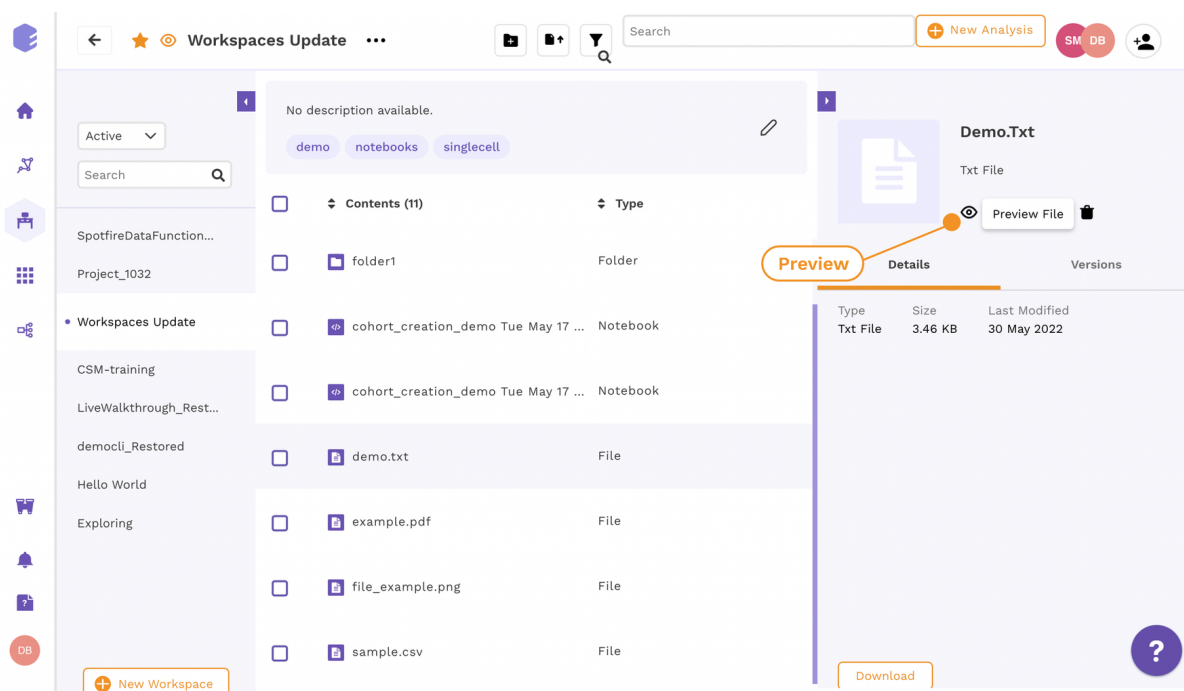 Workspaces Update
Search
New Analysis
SM
DB
Active
Search
SpotfireDataFunction...
Project_1032
Workspaces Update
CSM-training
LiveWalkthrough_Rest...
democli_Restored
Hello World
Exploring
New Workspace
DB
No description available.
demo notebooks singlecell
Contents (11) Type
folder1 Folder
cohort_creation_demo Tue May 17 ... Notebook
cohort_creation_demo Tue May 17 ... Notebook
demo.txt File
example.pdf File
file_example.png File
sample.csv File
Demo.Txt
Txt File
Preview File
Preview
Details Versions
Type Size Last Modified
Txt File 3.46 KB 30 May 2022
Download
?